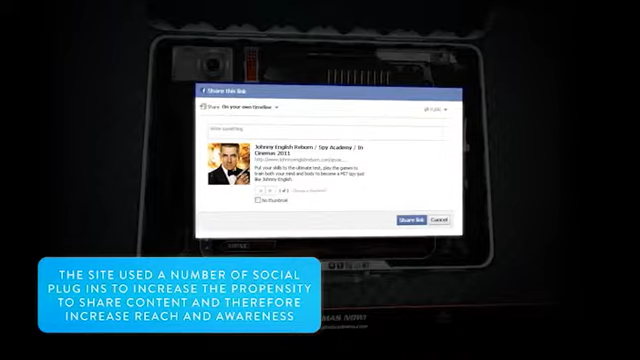 Share this link
Share: On your own timeline
Write something
Johnny English Reborn / Spy Academy / In
Cinemas 2011
Put your skills to the ultimate test, play the games to
train both your mind and body to become a MI7 spy just
like Johnny English.
1 of 1
No thumbnail
Share link
Cancel
THE SITE USED A NUMBER OF SOCIAL
PLUG INS TO INCREASE THE PROPENSITY
TO SHARE CONTENT AND THEREFORE
INCREASE REACH AND AWARENESS